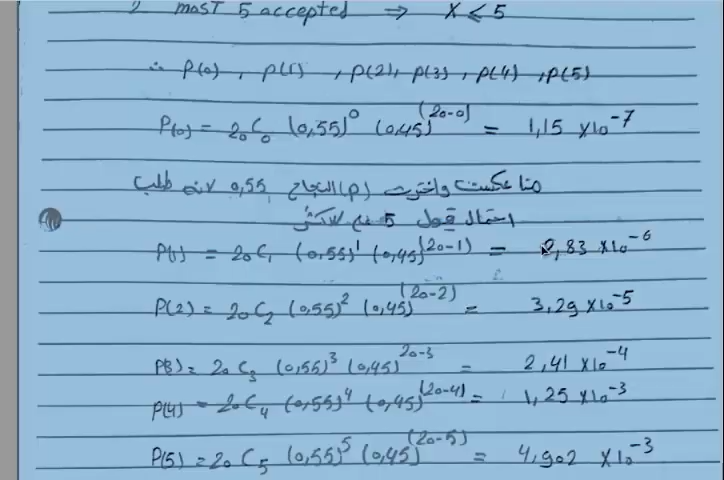 2 most 5 accepted ⇒ X ≤ 5
∴ P(0) , P(1) , P(2), P(3) , P(4) , P(5)
P(0) = 20C0 (0,55)^0 (0,45)^(20-0) = 1,15 X10^-7
هنا عكست واخترت P(م) النجاح 0,55 لانه طلب
احتمال قبول 5 على الاكثر
P(1) = 20C1 (0,55)^1 (0,45)^(20-1) = 2,83 X10^-6
P(2) = 20C2 (0,55)^2 (0,45)^(20-2) = 3,29 X10^-5
P(3) = 20C3 (0,55)^3 (0,45)^20-3 = 2,41 X10^-4
P(4) = 20C4 (0,55)^4 (0,45)^(20-4) = 1,25 X10^-3
P(5) = 20C5 (0,55)^5 (0,45)^(20-5) = 4,902 X10^-3